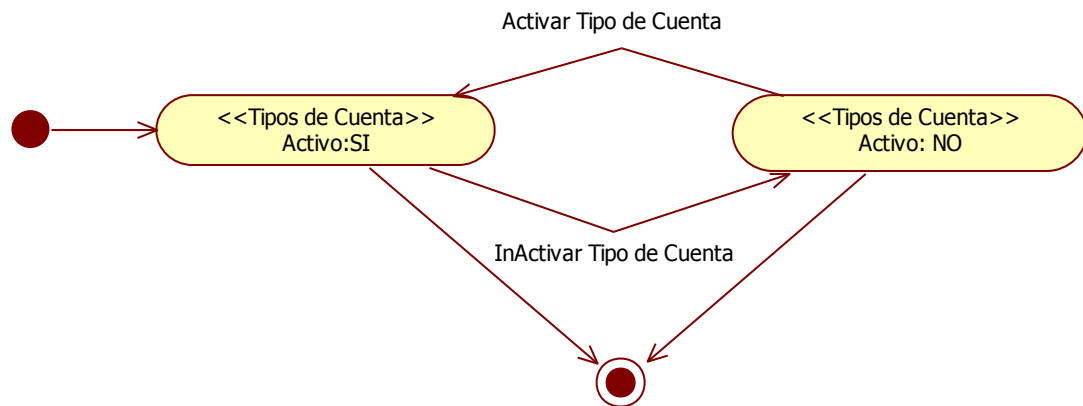 Activar Tipo de Cuenta
<<Tipos de Cuenta>>
Activo:SI
<<Tipos de Cuenta>>
Activo: NO
InActivar Tipo de Cuenta